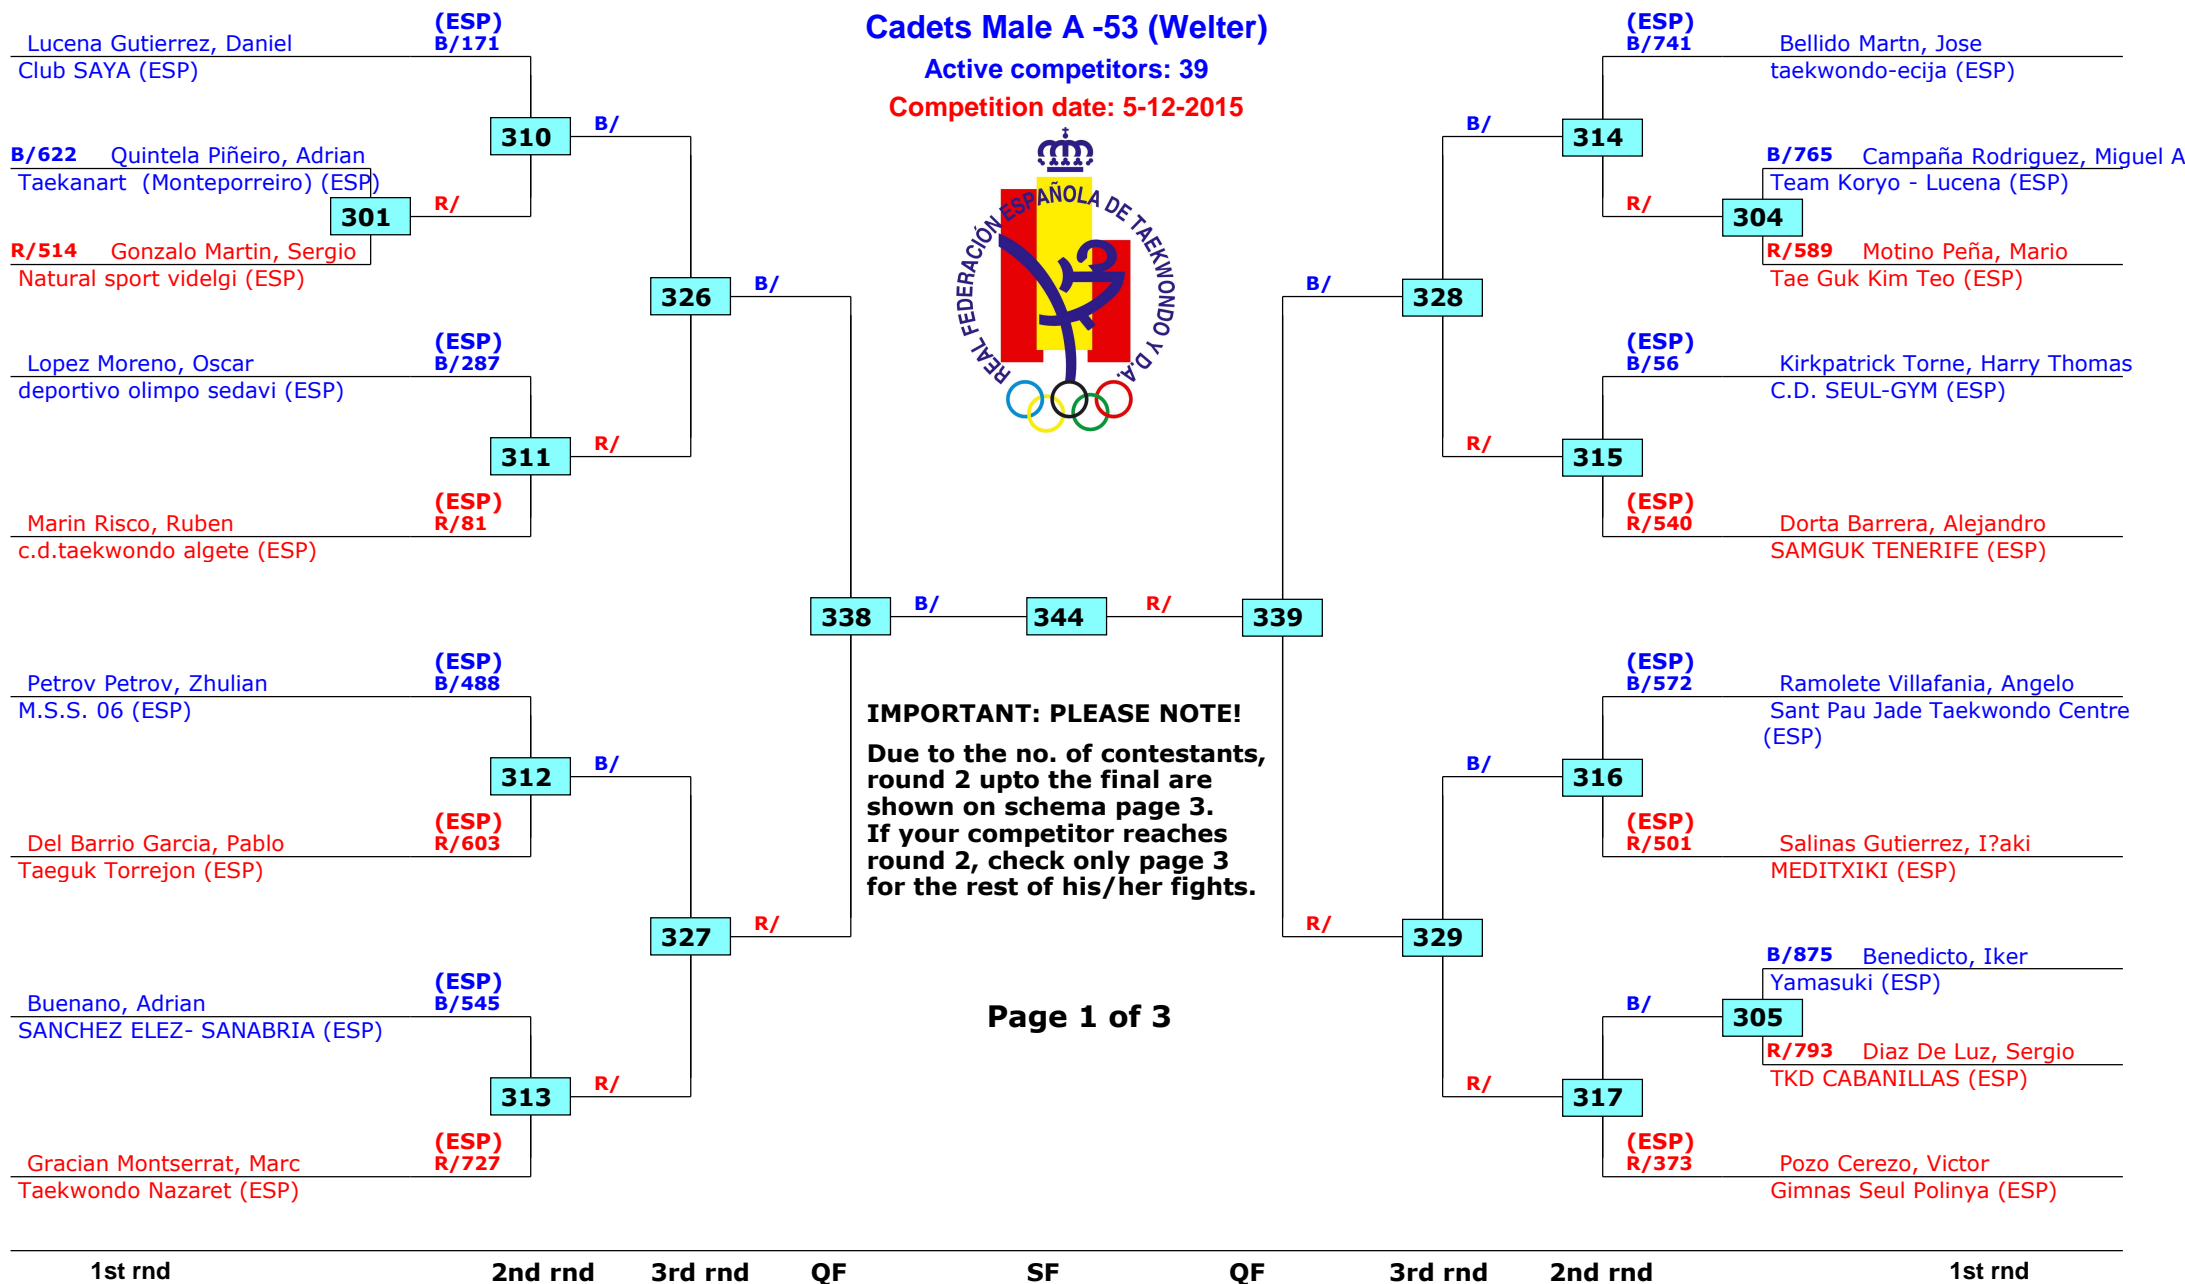 Cadets Male A -53 (Welter)
Active competitors: 39
Competition date: 5-12-2015
REAL FEDERACIÓN ESPAÑOLA DE TAEKWONDO Y D.A.
(ESP)
Lucena Gutierrez, Daniel B/171
Club SAYA (ESP)
310 B/
B/622 Quintela Piñeiro, Adrian
Taekanart (Monteporreiro) (ESP)
301 R/
R/514 Gonzalo Martin, Sergio
Natural sport videlgi (ESP)
326 B/
(ESP)
Lopez Moreno, Oscar B/287
deportivo olimpo sedavi (ESP)
311 R/
(ESP)
Marin Risco, Ruben R/81
c.d.taekwondo algete (ESP)
338 B/ 344 R/ 339
(ESP)
Petrov Petrov, Zhulian B/488
M.S.S. 06 (ESP)
312 B/
(ESP)
Del Barrio Garcia, Pablo R/603
Taeguk Torrejon (ESP)
327 R/
(ESP)
Buenano, Adrian B/545
SANCHEZ ELEZ- SANABRIA (ESP)
313 R/
(ESP)
Gracian Montserrat, Marc R/727
Taekwondo Nazaret (ESP)
IMPORTANT: PLEASE NOTE!
Due to the no. of contestants,
round 2 upto the final are
shown on schema page 3.
If your competitor reaches
round 2, check only page 3
for the rest of his/her fights.
Page 1 of 3
(ESP)
B/741 Bellido Martn, Jose
taekwondo-ecija (ESP)
B/ 314
B/765 Campaña Rodriguez, Miguel A
Team Koryo - Lucena (ESP)
R/ 304
R/589 Motino Peña, Mario
Tae Guk Kim Teo (ESP)
B/ 328
(ESP)
B/56 Kirkpatrick Torne, Harry Thomas
C.D. SEUL-GYM (ESP)
R/ 315
(ESP)
R/540 Dorta Barrera, Alejandro
SAMGUK TENERIFE (ESP)
(ESP)
B/572 Ramolete Villafania, Angelo
Sant Pau Jade Taekwondo Centre
(ESP)
B/ 316
(ESP)
R/501 Salinas Gutierrez, I?aki
MEDITXIKI (ESP)
R/ 329
B/875 Benedicto, Iker
Yamasuki (ESP)
B/ 305
R/793 Diaz De Luz, Sergio
TKD CABANILLAS (ESP)
R/ 317
(ESP)
R/373 Pozo Cerezo, Victor
Gimnas Seul Polinya (ESP)
1st rnd 2nd rnd 3rd rnd QF SF QF 3rd rnd 2nd rnd 1st rnd